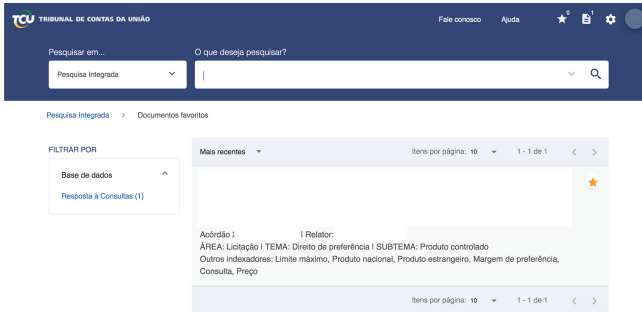 TCU TRIBUNAL DE CONTAS DA UNIÃO
Fale conosco Ajuda 0 1
Pesquisar em... O que deseja pesquisar?
Pesquisa Integrada
Pesquisa Integrada > Documentos favoritos
FILTRAR POR
Base de dados
Resposta à Consultas (1)
Mais recentes Itens por página: 10 1 - 1 de 1
Acórdão | Relator:
ÁREA: Licitação | TEMA: Direito de preferência | SUBTEMA: Produto controlado
Outros indexadores: Limite máximo, Produto nacional, Produto estrangeiro, Margem de preferência,
Consulta, Preço
Itens por página: 10 1 - 1 de 1